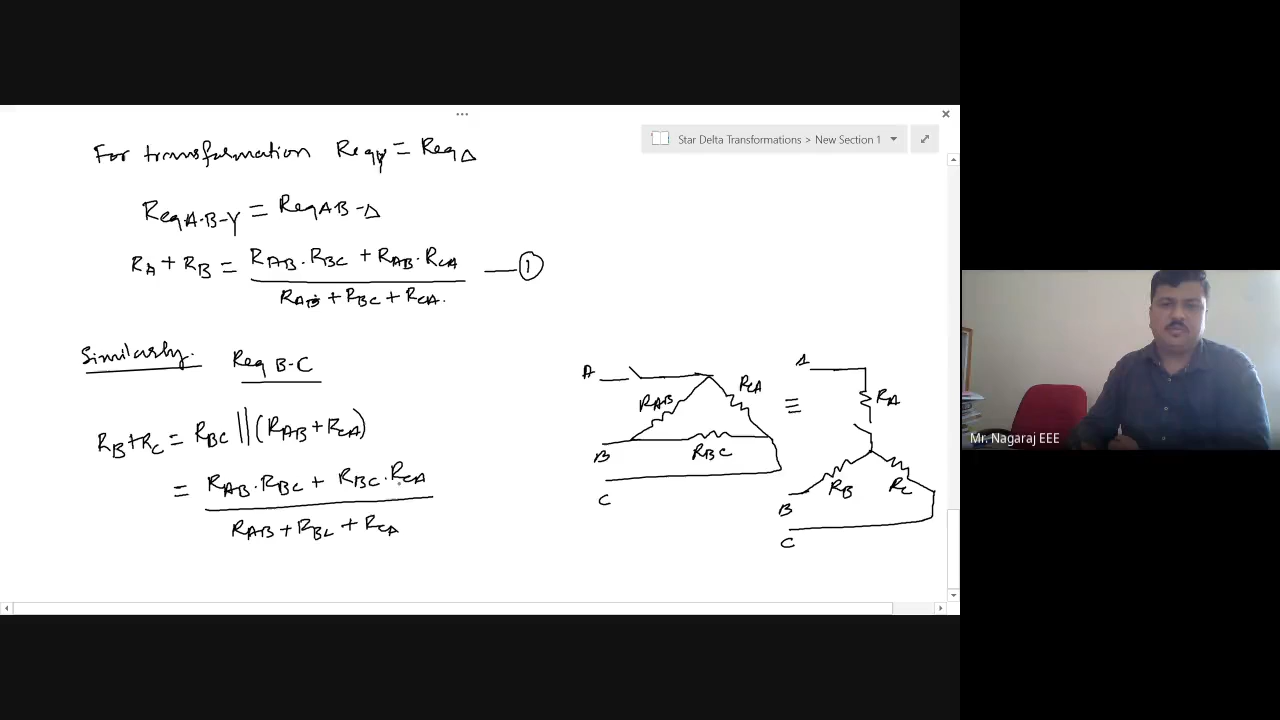 Star Delta Transformations > New Section 1
For transformation ReqY = ReqΔ
ReqA-B-Y = ReqAB-Δ
RA + RB = RAB.RBC + RAB.RCA —— 1
RAB + RBC + RCA.
Similarly. Req B-C
RB+RC = RBC || (RAB+RCA)
= RAB.RBC + RBC.RCA
RAB + RBC + RCA
A RAB RCA
B RBC
C
≡
A RA
B RB RC
C
Mr. Nagaraj EEE